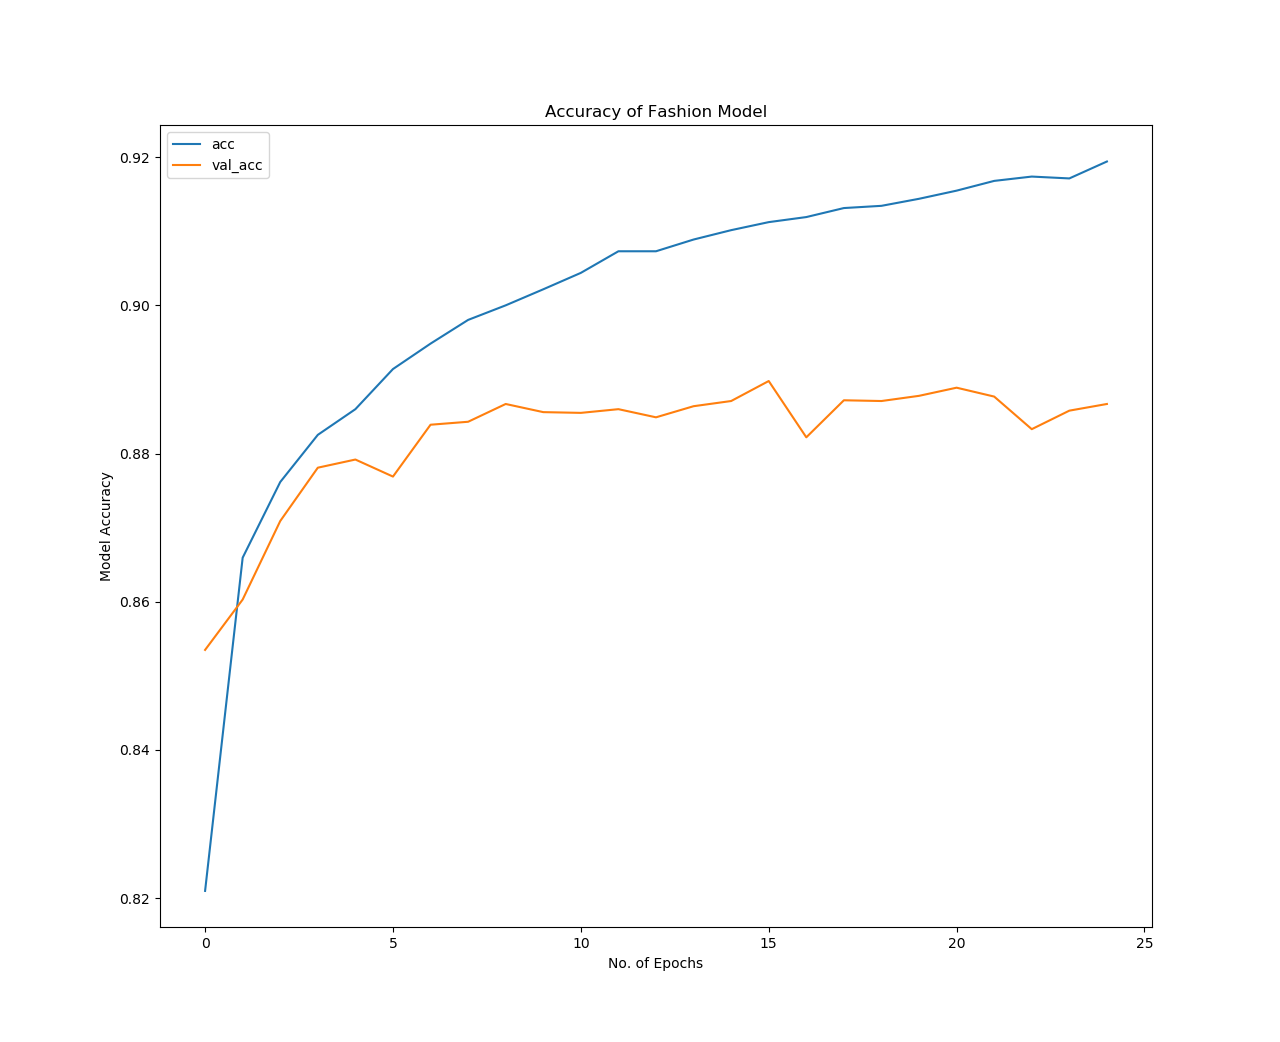 Accuracy of Fashion Model
acc
val_acc
0.92
0.90
0.88
0.86
0.84
0.82
Model Accuracy
0 5 10 15 20 25
No. of Epochs